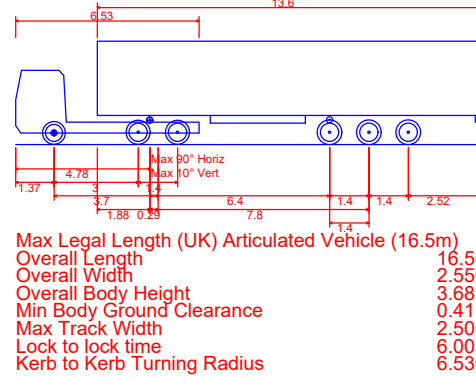 13.6
6.53
Max 90° Horiz
4.78
Max 10° Vert
1.37
3
1.4
3.7
6.4
1.4
1.4
2.52
1.88
0.29
7.8
1.4
Max Legal Length (UK) Articulated Vehicle (16.5m)
Overall Length 16.50
Overall Width 2.55
Overall Body Height 3.68
Min Body Ground Clearance 0.41
Max Track Width 2.50
Lock to lock time 6.00
Kerb to Kerb Turning Radius 6.53